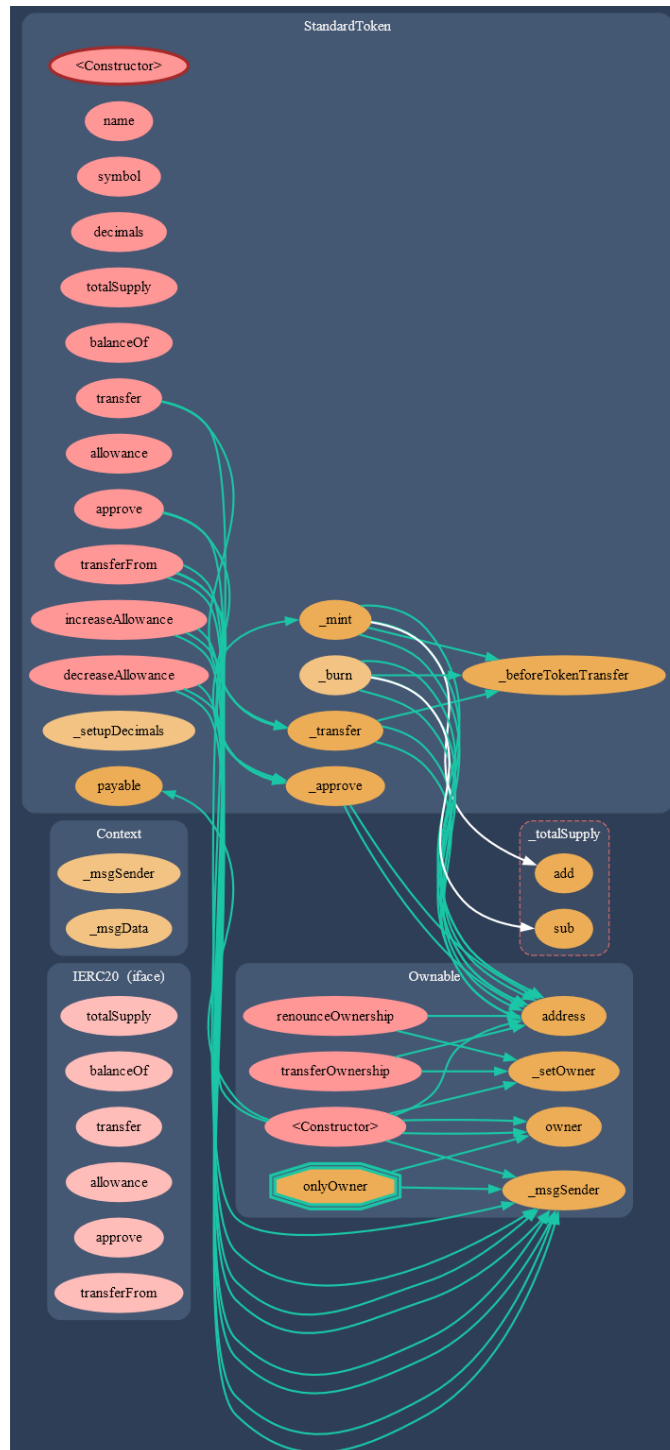 StandardToken
<Constructor>
name
symbol
decimals
totalSupply
balanceOf
transfer
allowance
approve
transferFrom
increaseAllowance
decreaseAllowance
_setupDecimals
payable
_mint
_burn
_transfer
_approve
_beforeTokenTransfer
Context
_msgSender
_msgData
_totalSupply
add
sub
IERC20 (iface)
totalSupply
balanceOf
transfer
allowance
approve
transferFrom
Ownable
renounceOwnership
transferOwnership
<Constructor>
onlyOwner
address
_setOwner
owner
_msgSender